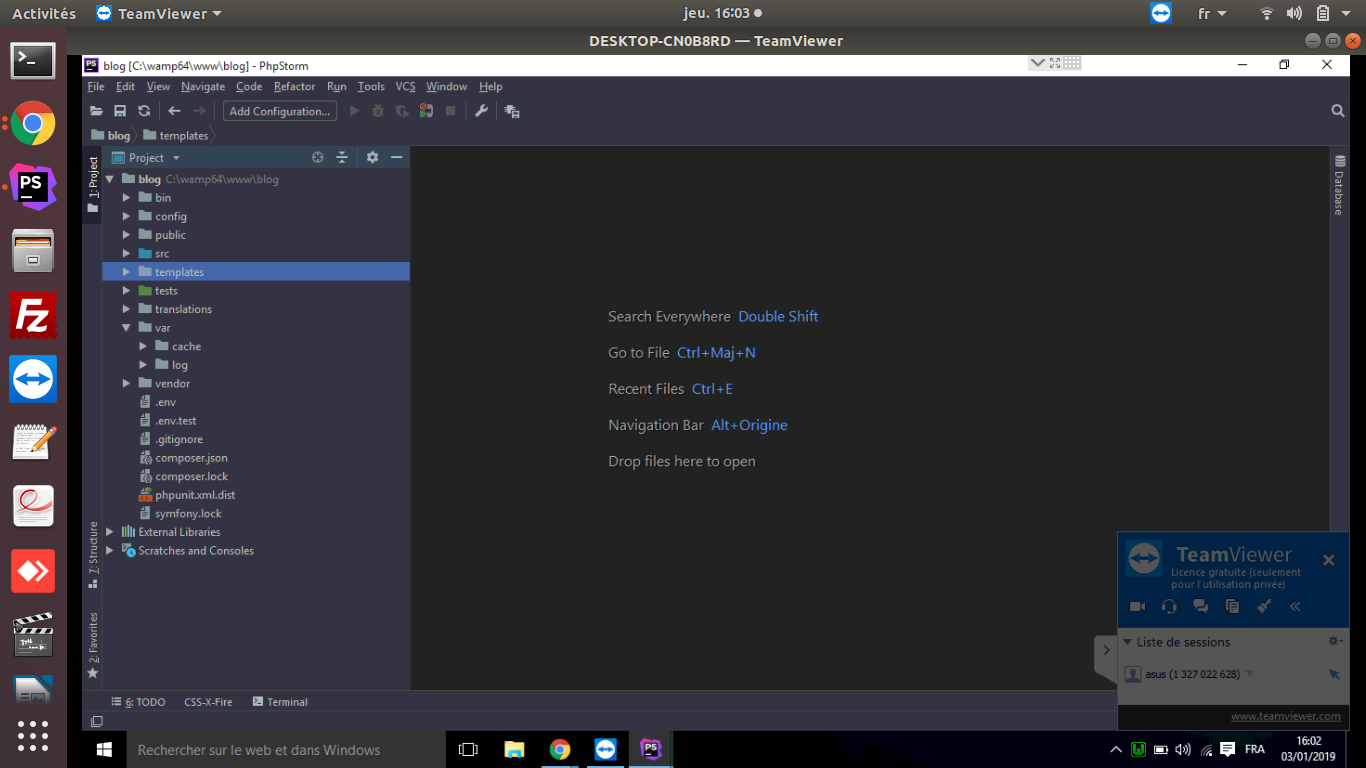 Activités TeamViewer jeu. 16:03 fr
DESKTOP-CN0B8RD — TeamViewer
PS blog [C:\wamp64\www\blog] - PhpStorm
File Edit View Navigate Code Refactor Run Tools VCS Window Help
Add Configuration...
blog templates
Project
1: Project
Database
blog C:\wamp64\www\blog
bin
config
public
src
templates
tests
translations
var
cache
log
vendor
.env
.env.test
.gitignore
composer.json
composer.lock
phpunit.xml.dist
symfony.lock
External Libraries
Scratches and Consoles
7: Structure
2: Favorites
Search Everywhere Double Shift
Go to File Ctrl+Maj+N
Recent Files Ctrl+E
Navigation Bar Alt+Origine
Drop files here to open
PS
Fz
TeamViewer
Licence gratuite (seulement
pour l'utilisation privée)
Liste de sessions
asus (1 327 022 628)
www.teamviewer.com
6: TODO CSS-X-Fire Terminal
Rechercher sur le web et dans Windows
PS
FRA
16:02
03/01/2019